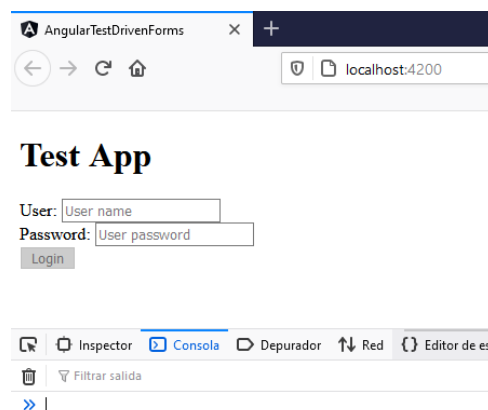 AngularTestDrivenForms
localhost:4200
Test App
User: User name
Password: User password
Login
Inspector Consola Depurador Red Editor de es
Filtrar salida